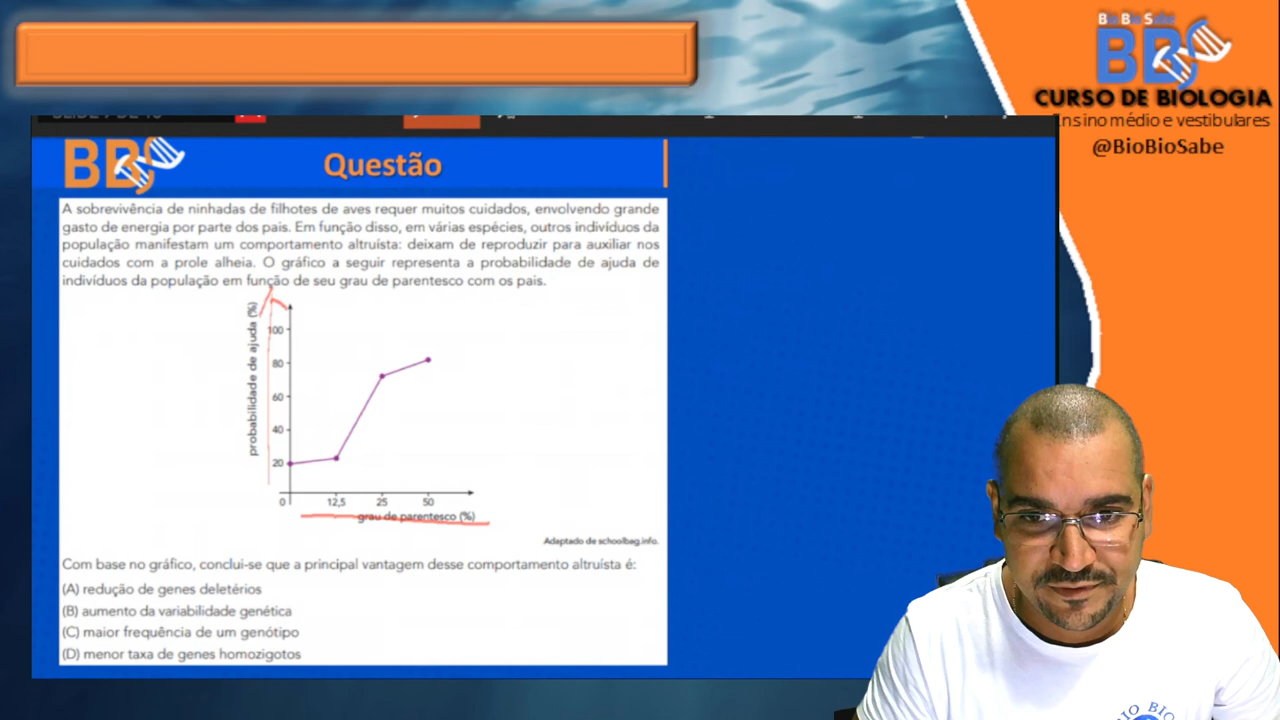 Bio Bio Sabe
CURSO DE BIOLOGIA
Ensino médio e vestibulares
@BioBioSabe
Questão
A sobrevivência de ninhadas de filhotes de aves requer muitos cuidados, envolvendo grande
gasto de energia por parte dos pais. Em função disso, em várias espécies, outros indivíduos da
população manifestam um comportamento altruísta: deixam de reproduzir para auxiliar nos
cuidados com a prole alheia. O gráfico a seguir representa a probabilidade de ajuda de
indivíduos da população em função de seu grau de parentesco com os pais.
probabilidade de ajuda (%)
100
80
60
40
20
0 12,5 25 50
grau de parentesco (%)
Adaptado de schoolbag.info.
Com base no gráfico, conclui-se que a principal vantagem desse comportamento altruísta é:
(A) redução de genes deletérios
(B) aumento da variabilidade genética
(C) maior frequência de um genótipo
(D) menor taxa de genes homozigotos